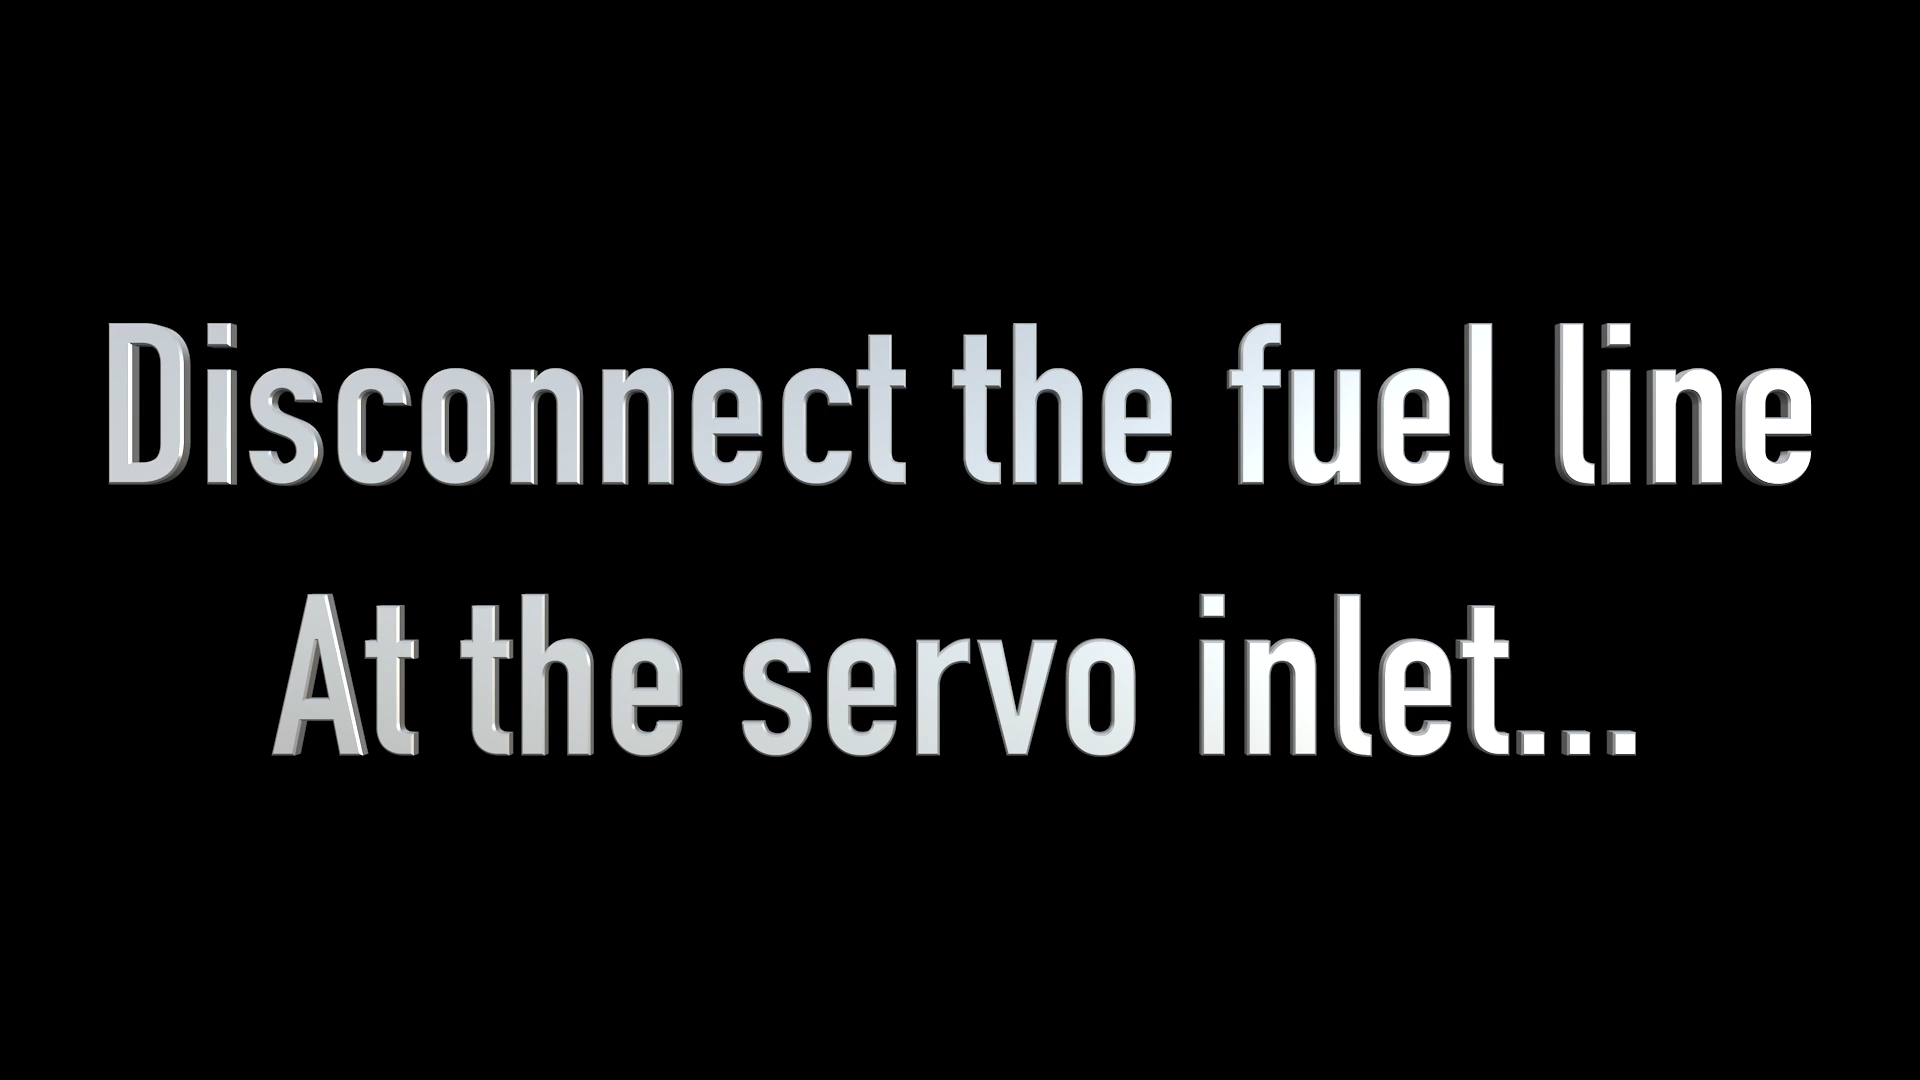 Disconnect the fuel line
At the servo inlet...